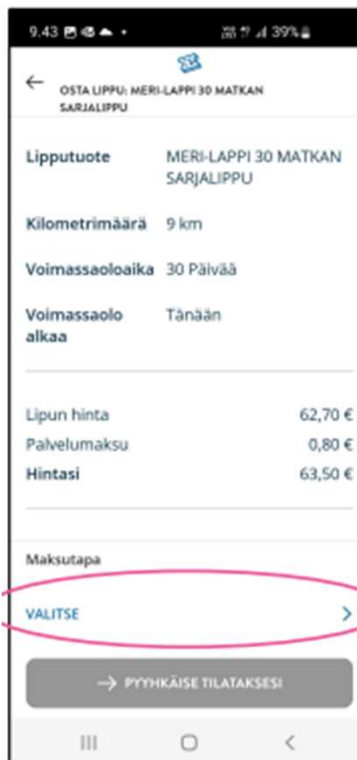 9.43 39%
OSTA LIPPU: MERI-LAPPI 30 MATKAN
SARJALIPPU
Lipputuote MERI-LAPPI 30 MATKAN
SARJALIPPU
Kilometrimäärä 9 km
Voimassaoloaika 30 Päivää
Voimassaolo Tänään
alkaa
Lipun hinta 62,70 €
Palvelumaksu 0,80 €
Hintasi 63,50 €
Maksutapa
VALITSE
PYYHKÄISE TILATAKSESI